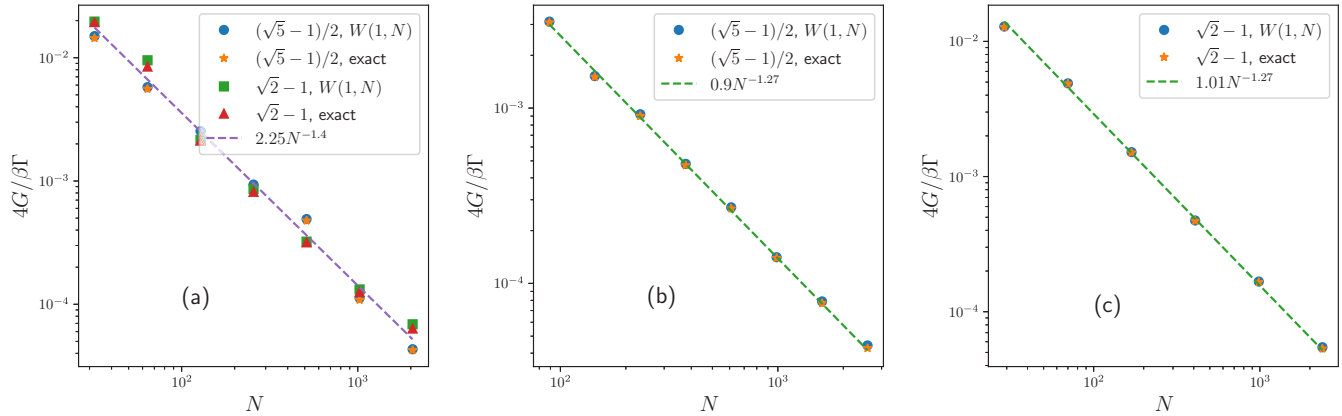 (√5−1)/2, W(1, N)
(√5−1)/2, exact
√2−1, W(1, N)
√2−1, exact
2.25N^{−1.4}
10^{−2}
10^{−3}
10^{−4}
4G/βΓ
(a)
10^{2}
10^{3}
N
(√5−1)/2, W(1, N)
(√5−1)/2, exact
0.9N^{−1.27}
10^{−3}
10^{−4}
4G/βΓ
(b)
10^{2}
10^{3}
N
√2−1, W(1, N)
√2−1, exact
1.01N^{−1.27}
10^{−2}
10^{−3}
10^{−4}
4G/βΓ
(c)
10^{2}
10^{3}
N